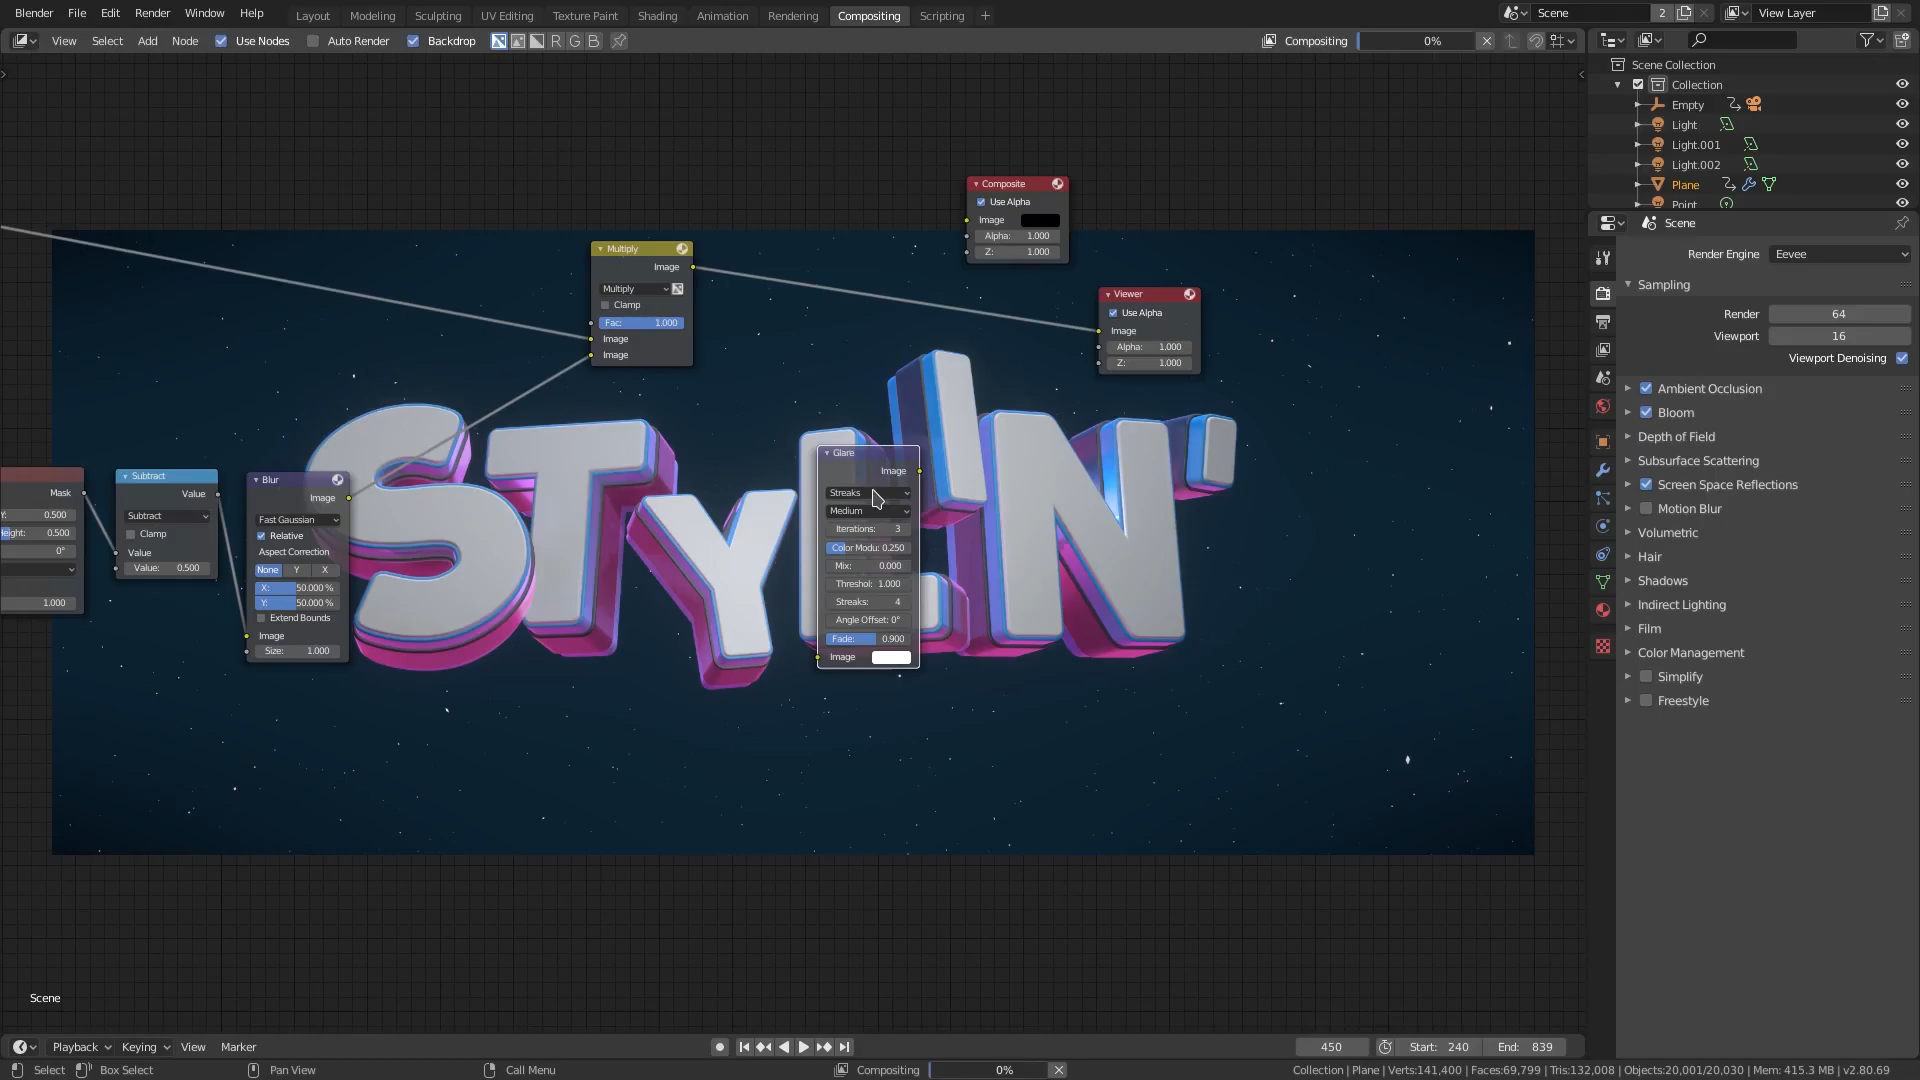 Blender File Edit Render Window Help Layout Modeling Sculpting UV Editing Texture Paint Shading Animation Rendering Compositing Scripting + Scene 2 View Layer
View Select Add Node Use Nodes Auto Render Backdrop R G B Compositing 0%
Scene Collection
Collection
Empty
Light
Light.001
Light.002
Plane
Point
Scene
Render Engine Eevee
Sampling
Render 64
Viewport 16
Viewport Denoising
Ambient Occlusion
Bloom
Depth of Field
Subsurface Scattering
Screen Space Reflections
Motion Blur
Volumetric
Hair
Shadows
Indirect Lighting
Film
Color Management
Simplify
Freestyle
Composite
Use Alpha
Image
Alpha: 1.000
Z: 1.000
Multiply
Image
Multiply
Clamp
Fac: 1.000
Image
Image
Viewer
Use Alpha
Image
Alpha: 1.000
Z: 1.000
STYLIN'
Mask
Y: 0.500
Height: 0.500
0°
1.000
Subtract
Value
Subtract
Clamp
Value
Value: 0.500
Blur
Image
Fast Gaussian
Relative
Aspect Correction
None Y X
X: 50.000 %
Y: 50.000 %
Extend Bounds
Image
Size: 1.000
Glare
Image
Streaks
Medium
Iterations: 3
Color Modu: 0.250
Mix: 0.000
Threshol: 1.000
Streaks: 4
Angle Offset: 0°
Fade: 0.900
Image
Scene
Playback Keying View Marker 450 Start: 240 End: 839
Select Box Select Pan View Call Menu Compositing 0% Collection | Plane | Verts:141,400 | Faces:69,799 | Tris:132,008 | Objects:20,001/20,030 | Mem: 415.3 MB | v2.80.69